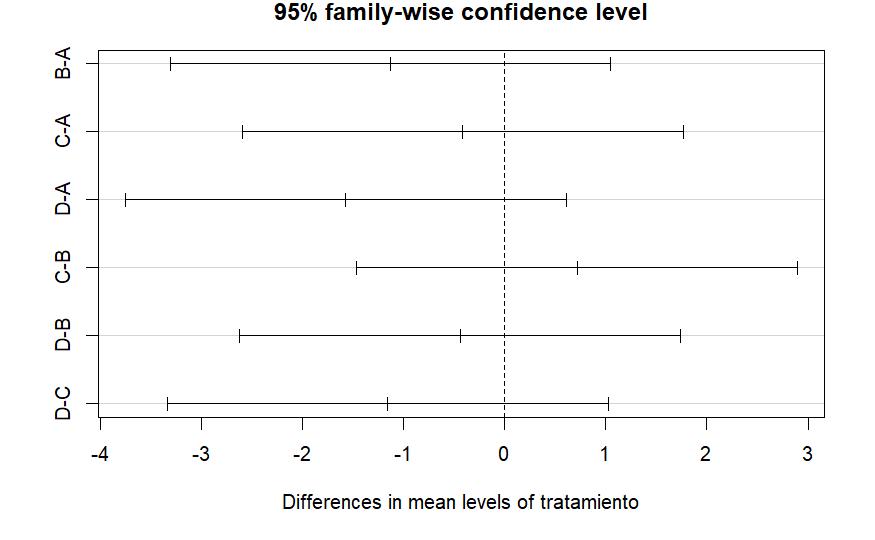 95% family-wise confidence level
B-A
C-A
D-A
C-B
D-B
D-C
-4 -3 -2 -1 0 1 2 3
Differences in mean levels of tratamiento